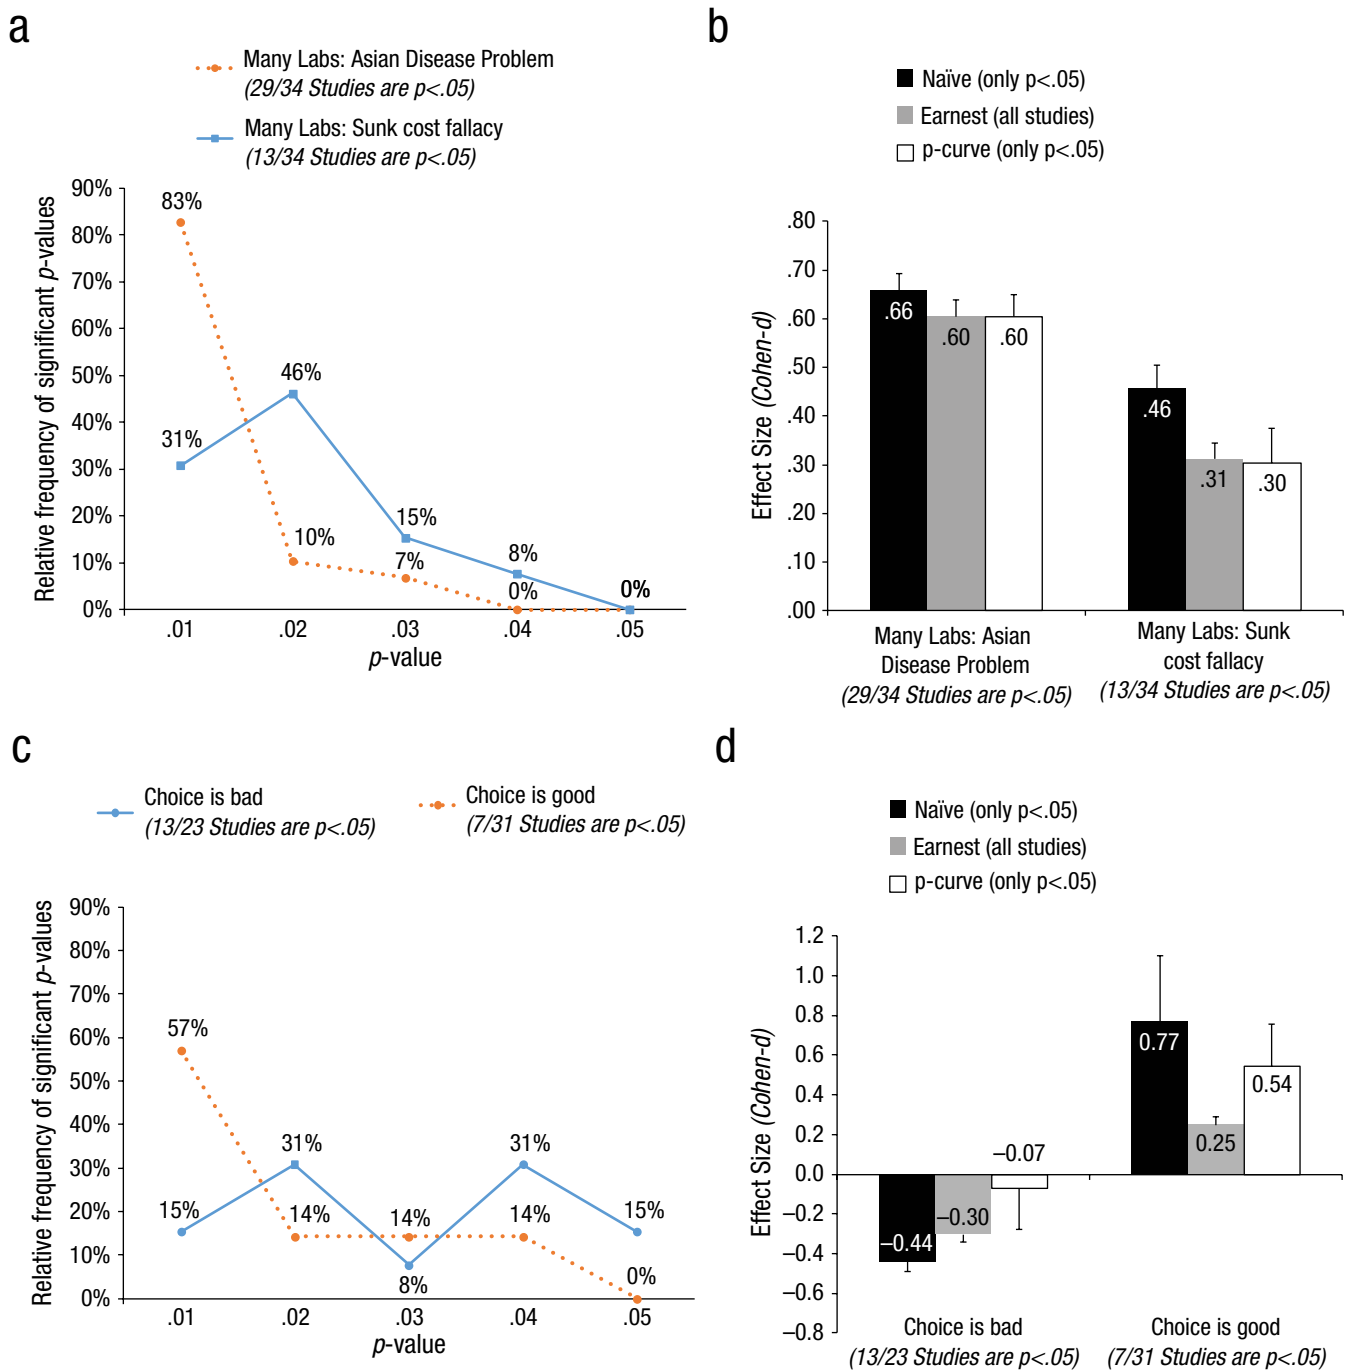 a
Many Labs: Asian Disease Problem
(29/34 Studies are p<.05)
Many Labs: Sunk cost fallacy
(13/34 Studies are p<.05)
Relative frequency of significant p-values
90%
80%
70%
60%
50%
40%
30%
20%
10%
0%
83%
31%
46%
10%
15%
7%
8%
0%
0%
.01 .02 .03 .04 .05
p-value
b
Naïve (only p<.05)
Earnest (all studies)
p-curve (only p<.05)
Effect Size (Cohen-d)
.80
.70
.60
.50
.40
.30
.20
.10
.00
.66
.60
.60
.46
.31
.30
Many Labs: Asian
Disease Problem
(29/34 Studies are p<.05)
Many Labs: Sunk
cost fallacy
(13/34 Studies are p<.05)
c
Choice is bad
(13/23 Studies are p<.05)
Choice is good
(7/31 Studies are p<.05)
Relative frequency of significant p-values
90%
80%
70%
60%
50%
40%
30%
20%
10%
0%
57%
15%
31%
14%
14%
8%
31%
14%
15%
0%
.01 .02 .03 .04 .05
p-value
d
Naïve (only p<.05)
Earnest (all studies)
p-curve (only p<.05)
Effect Size (Cohen-d)
1.2
1.0
0.8
0.6
0.4
0.2
0.0
–0.2
–0.4
–0.6
–0.8
–0.44
–0.30
–0.07
0.77
0.25
0.54
Choice is bad
(13/23 Studies are p<.05)
Choice is good
(7/31 Studies are p<.05)